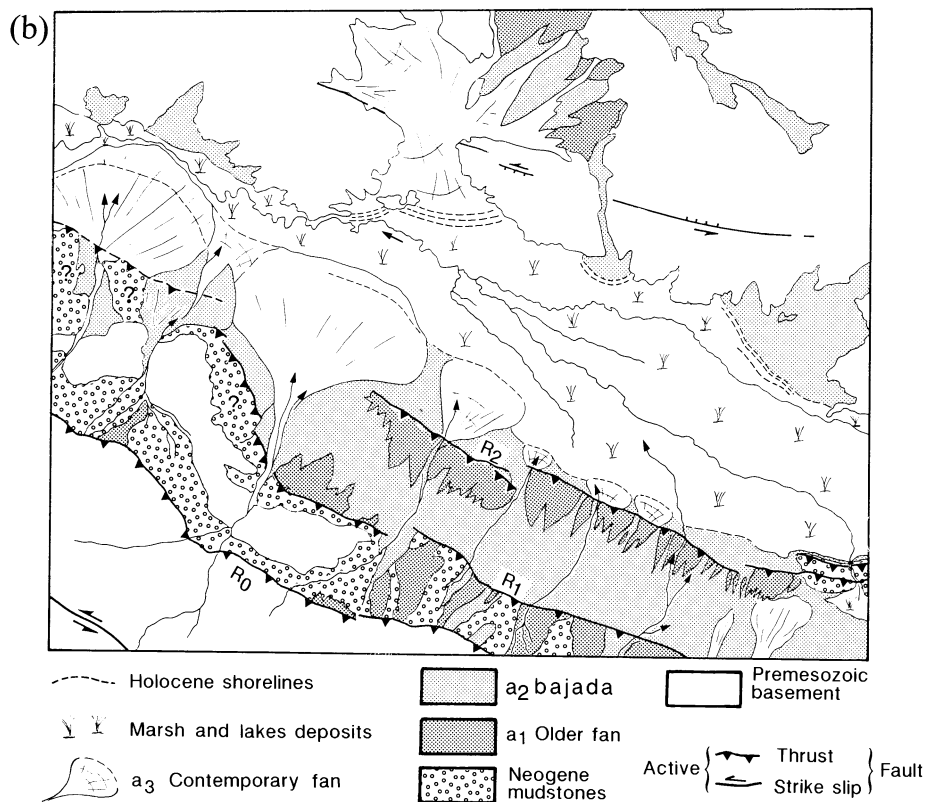 (b)
?
?
?
R2
R1
R0
Holocene shorelines
Marsh and lakes deposits
a3 Contemporary fan
a2 bajada
a1 Older fan
Neogene
mudstones
Premesozoic
basement
Active
Thrust
Strike slip
Fault